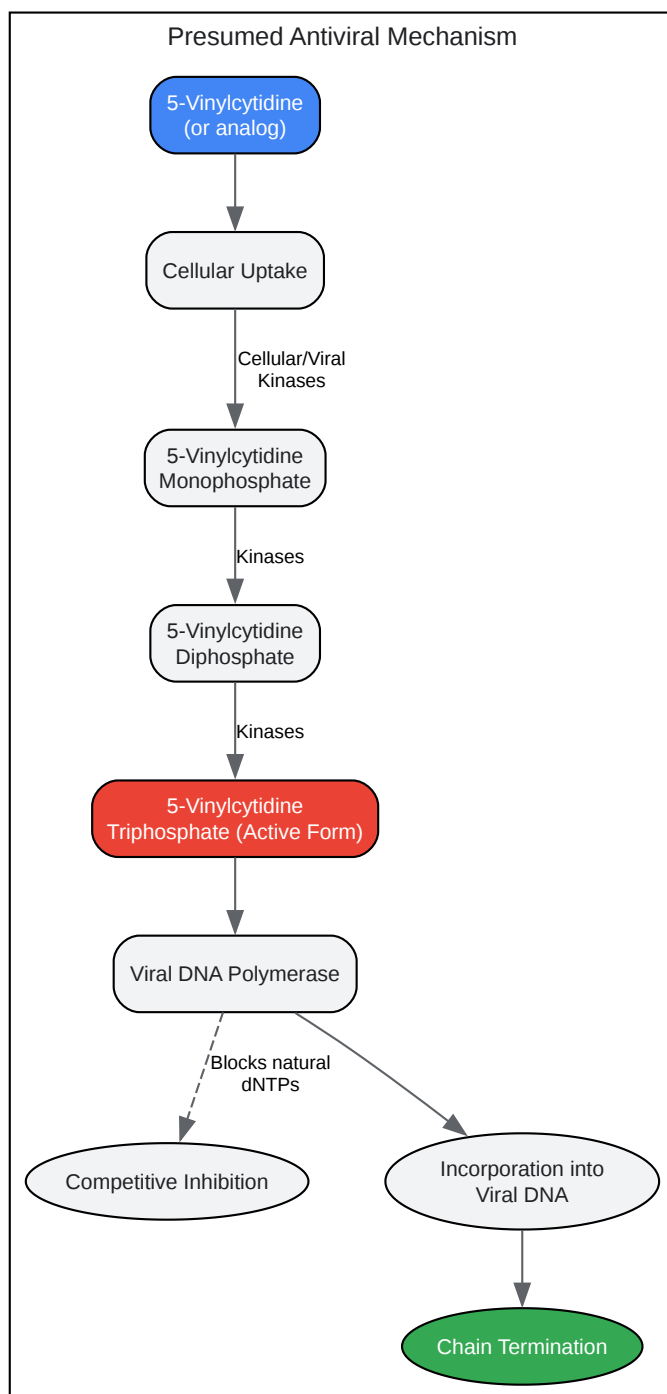 Presumed Antiviral Mechanism
5-Vinylcytidine
(or analog)
Cellular Uptake
Cellular/Viral
Kinases
5-Vinylcytidine
Monophosphate
Kinases
5-Vinylcytidine
Diphosphate
Kinases
5-Vinylcytidine
Triphosphate (Active Form)
Viral DNA Polymerase
Blocks natural
dNTPs
Competitive Inhibition
Incorporation into
Viral DNA
Chain Termination